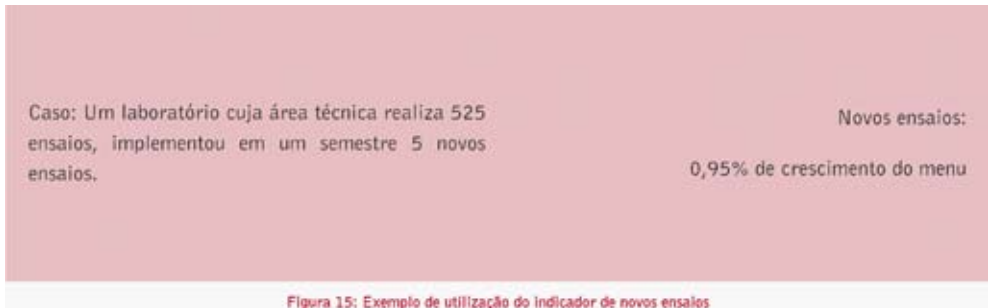 Caso: Um laboratório cuja área técnica realiza 525
ensaios, implementou em um semestre 5 novos
ensaios.
Novos ensaios:
0,95% de crescimento do menu
Figura 15: Exemplo de utilização do indicador de novos ensaios